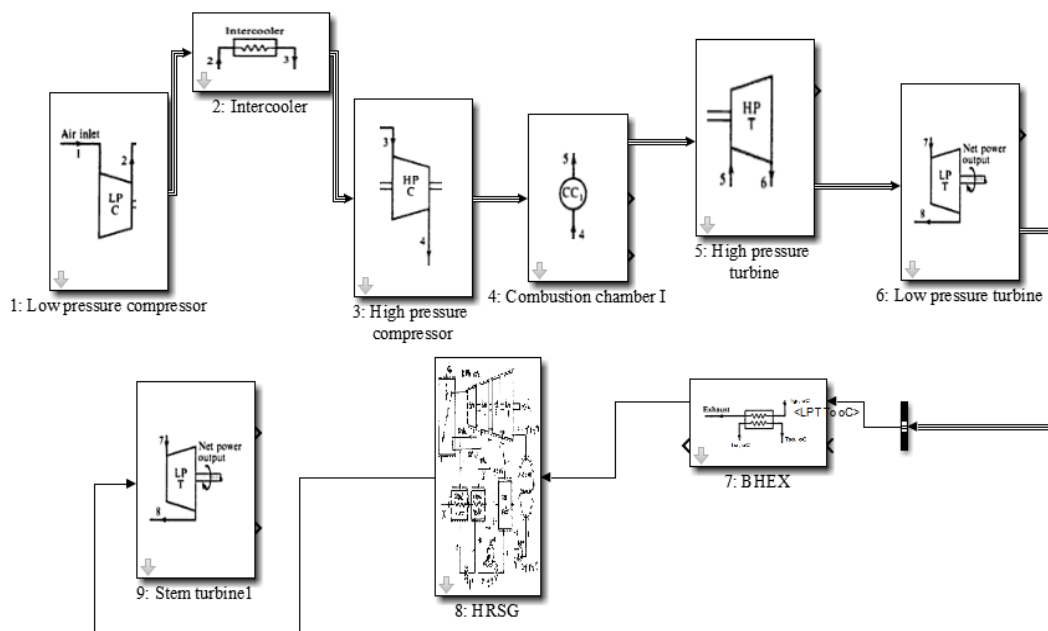 Intercooler
2
3
2: Intercooler
Air inlet
1
2
LP
C
1: Low pressure compressor
3
HP
C
4
3: High pressure
compressor
5
CC1
4
4: Combustion chamber I
HP
T
5
6
5: High pressure
turbine
7
Net power
output
LP
T
8
6: Low pressure turbine
7
Net power
output
LP
T
8
9: Stem turbine1
8: HRSG
Exhaust
<LPT To oC>
7: BHEX